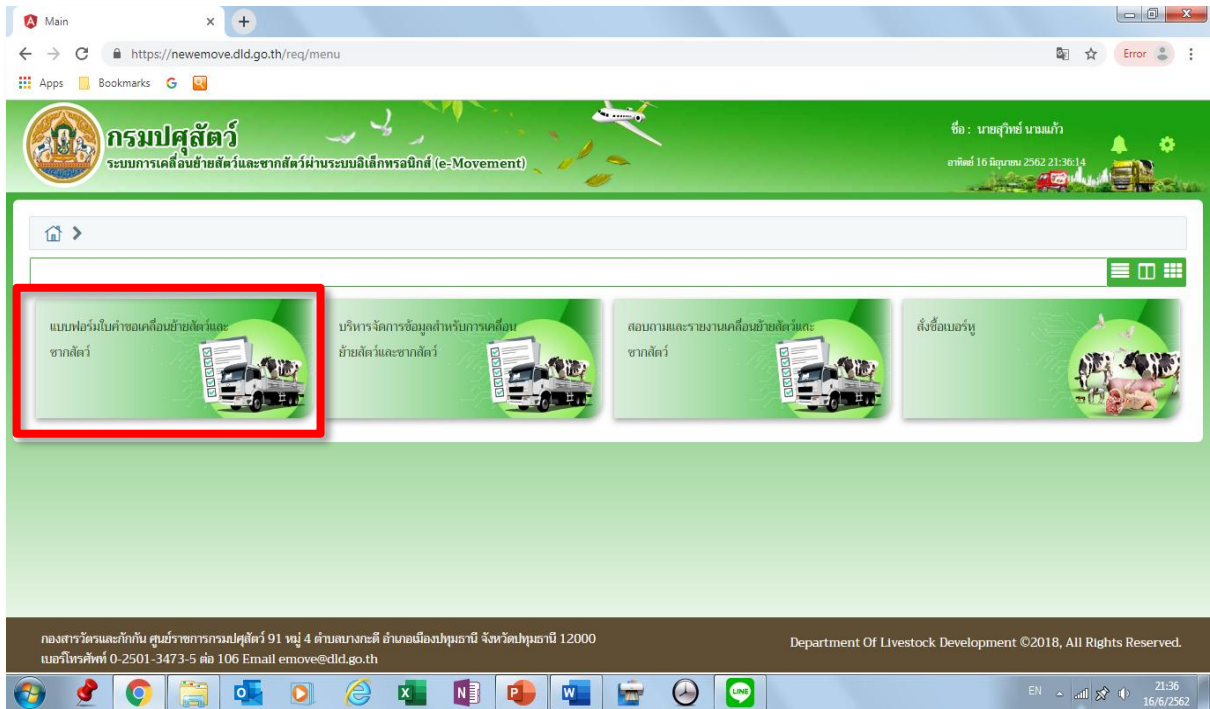 Main
https://newemove.dld.go.th/req/menu
Error
Apps Bookmarks
กรมปศุสัตว์
ระบบการเคลื่อนย้ายสัตว์และซากสัตว์ผ่านระบบอิเล็กทรอนิกส์ (e-Movement)
ชื่อ : นายสุวิทย์ นามแก้ว
อาทิตย์ 16 มิถุนายน 2562 21:36:14
แบบฟอร์มใบคำขอเคลื่อนย้ายสัตว์และ
ซากสัตว์
บริหารจัดการข้อมูลสำหรับการเคลื่อน
ย้ายสัตว์และซากสัตว์
สอบถามและรายงานเคลื่อนย้ายสัตว์และ
ซากสัตว์
สั่งซื้อเบอร์หู
กองสารวัตรและกักกัน ศูนย์ราชการกรมปศุสัตว์ 91 หมู่ 4 ตำบลบางกะดี อำเภอเมืองปทุมธานี จังหวัดปทุมธานี 12000
เบอร์โทรศัพท์ 0-2501-3473-5 ต่อ 106 Email emove@dld.go.th
Department Of Livestock Development ©2018, All Rights Reserved.
LINE
EN
21:36
16/6/2562